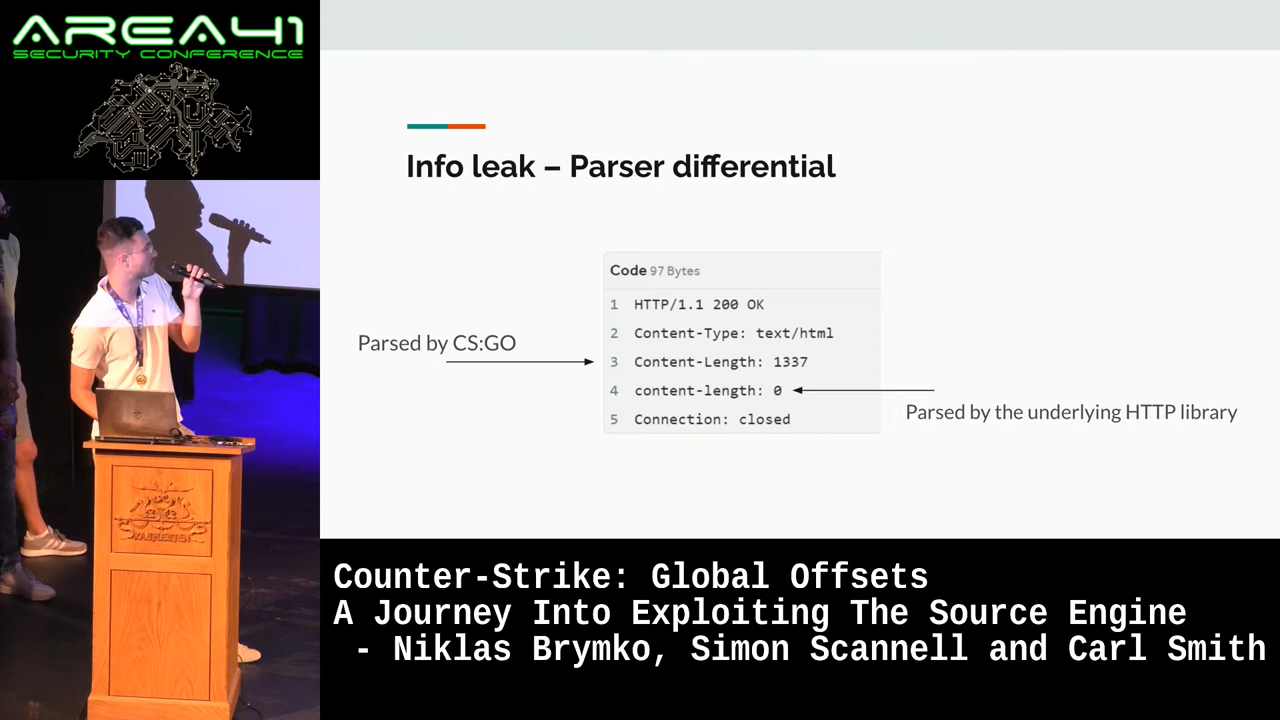 AREA41
SECURITY CONFERENCE
Info leak – Parser differential
Code 97 Bytes
1 HTTP/1.1 200 OK
2 Content-Type: text/html
Parsed by CS:GO
3 Content-Length: 1337
4 content-length: 0
Parsed by the underlying HTTP library
5 Connection: closed
KAUFLEUTEN
Counter-Strike: Global Offsets
A Journey Into Exploiting The Source Engine
- Niklas Brymko, Simon Scannell and Carl Smith